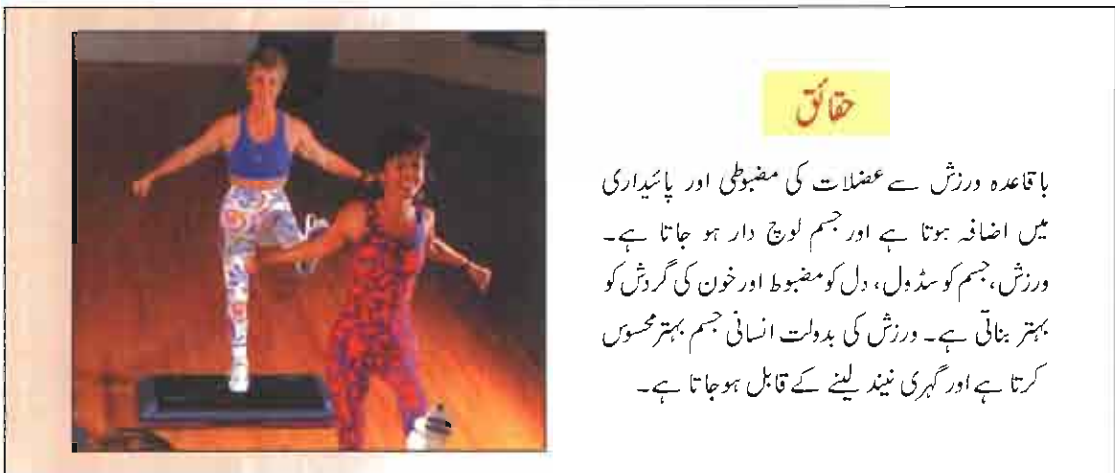 حقائق
باقاعدہ ورزش سے عضلات کی مضبوطی اور پائیداری
میں اضافہ ہوتا ہے اور جسم لوچ دار ہو جاتا ہے۔
ورزش، جسم کو سڈول، دل کو مضبوط اور خون کی گردش کو
بہتر بناتی ہے۔ ورزش کی بدولت انسانی جسم بہتر محسوس
کرتا ہے اور گہری نیند لینے کے قابل ہو جاتا ہے۔